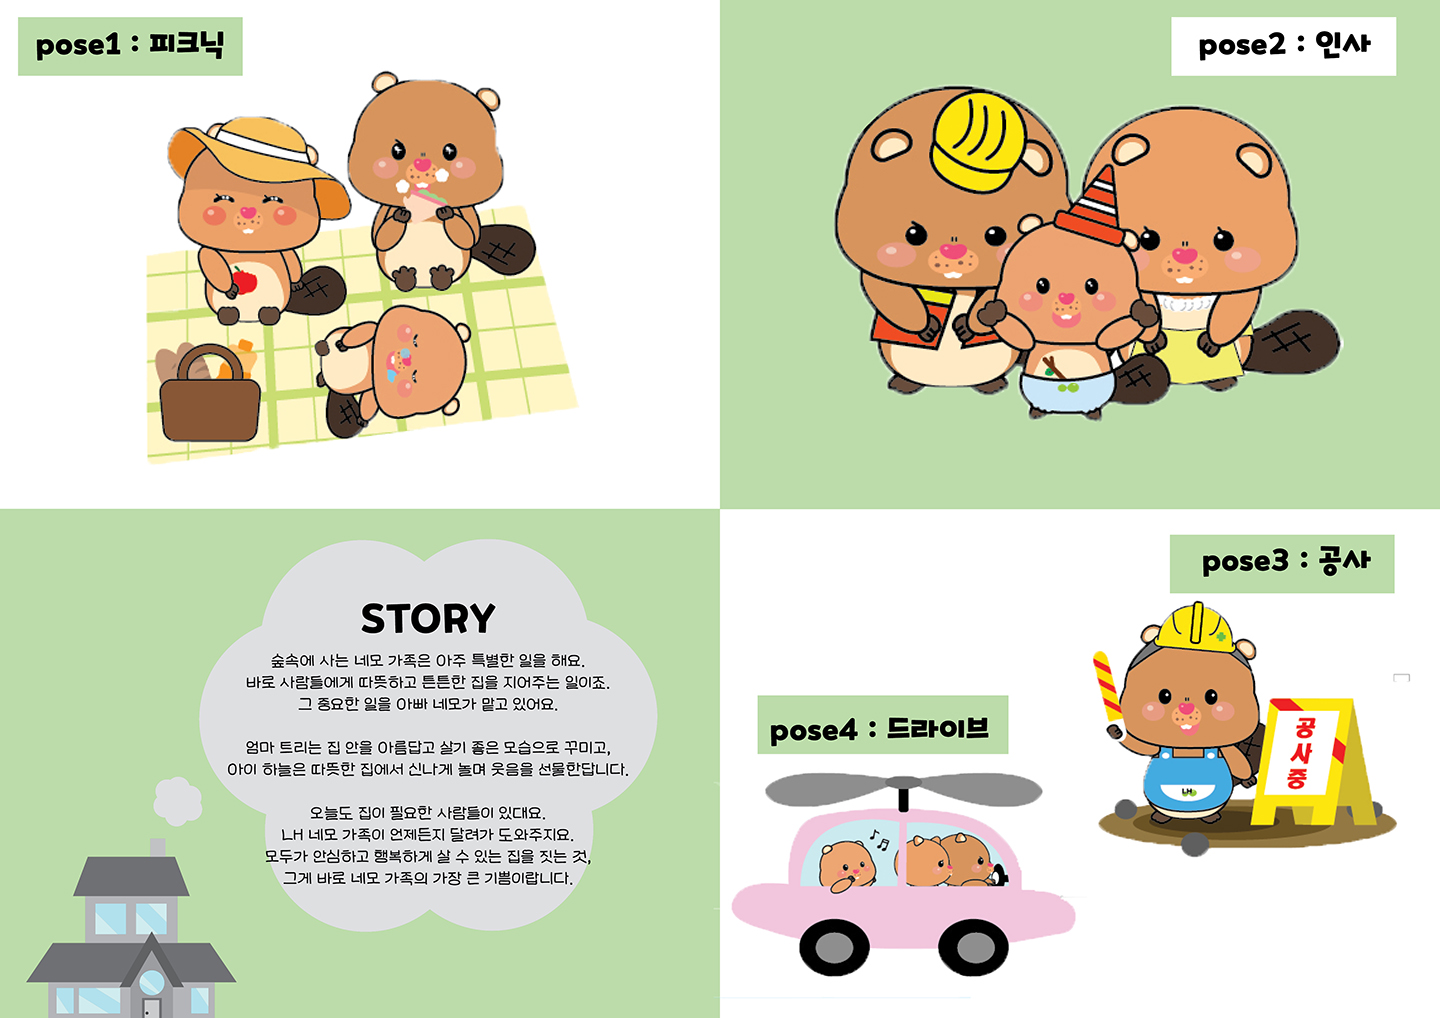 pose1 : 피크닉
pose2 : 인사
STORY
숲속에 사는 네모 가족은 아주 특별한 일을 해요.
바로 사람들에게 따뜻하고 튼튼한 집을 지어주는 일이죠.
그 중요한 일을 아빠 네모가 맡고 있어요.
엄마 트리는 집 안을 아름답고 살기 좋은 모습으로 꾸미고,
아이 하늘은 따뜻한 집에서 신나게 놀며 웃음을 선물한답니다.
오늘도 집이 필요한 사람들이 있대요.
LH 네모 가족이 언제든지 달려가 도와주지요.
모두가 안심하고 행복하게 살 수 있는 집을 짓는 것,
그게 바로 네모 가족의 가장 큰 기쁨이랍니다.
pose3 : 공사
LH
공
사
중
pose4 : 드라이브